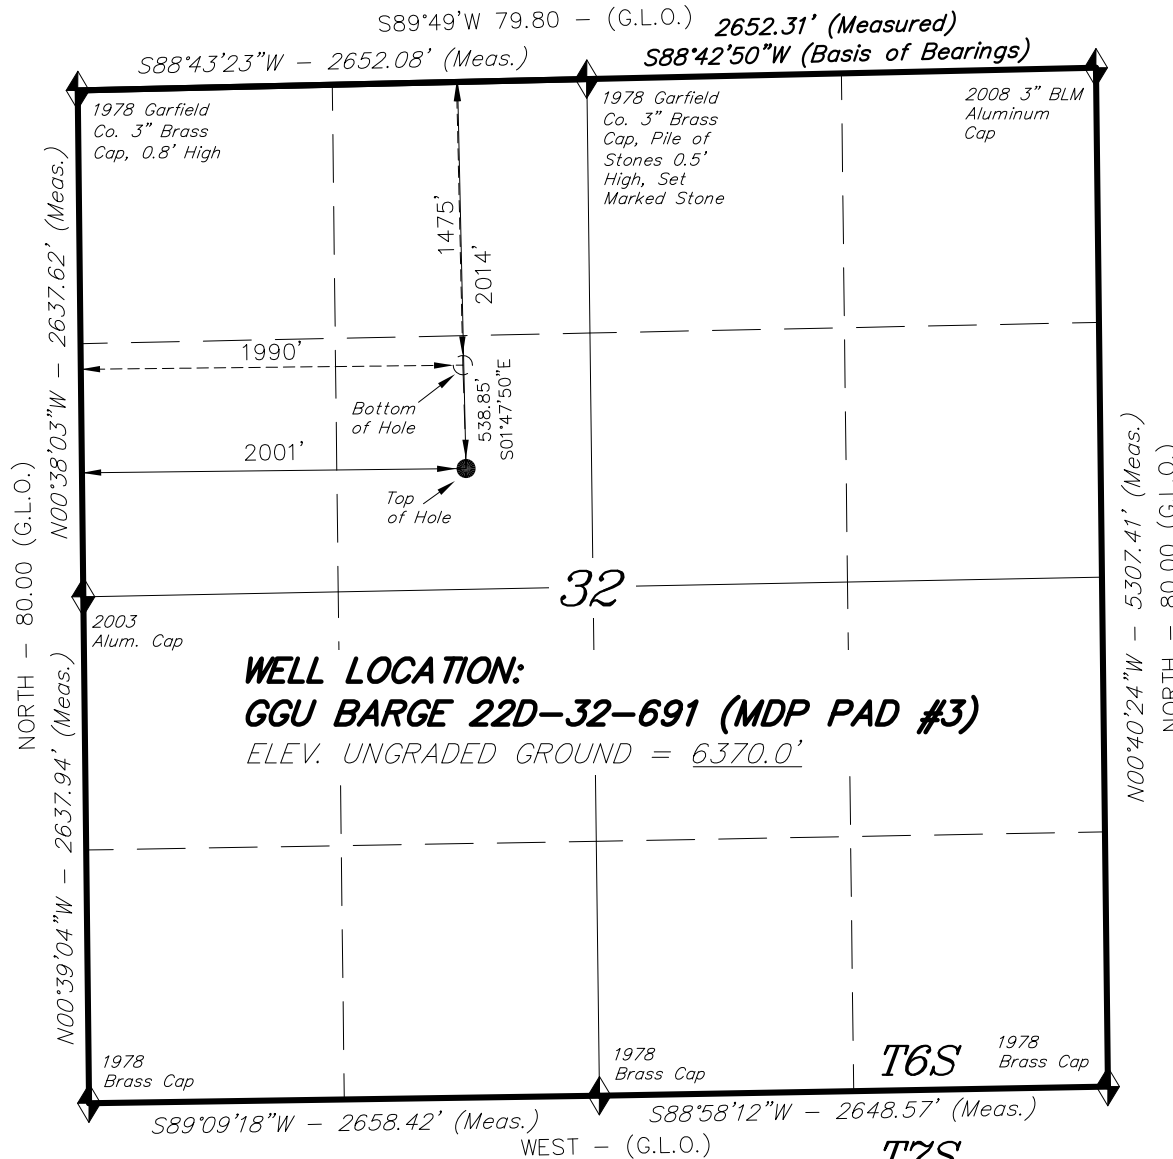 S89°49'W 79.80 – (G.L.O.)
2652.31' (Measured)
S88°43'23"W – 2652.08' (Meas.)
S88°42'50"W (Basis of Bearings)
1978 Garfield
Co. 3" Brass
Cap, 0.8' High
1978 Garfield
Co. 3" Brass
Cap, Pile of
Stones 0.5'
High, Set
Marked Stone
2008 3" BLM
Aluminum
Cap
N00°38'03"W – 2637.62' (Meas.)
1475'
2014'
1990'
Bottom
of Hole
538.85'
S01°47'50"E
2001'
Top
of Hole
NORTH – 80.00 (G.L.O.)
N00°40'24"W – 5307.41' (Meas.)
NORTH – 80.00 (G.L.O.)
32
2003
Alum. Cap
WELL LOCATION:
GGU BARGE 22D–32–691 (MDP PAD #3)
ELEV. UNGRADED GROUND = 6370.0'
N00°39'04"W – 2637.94' (Meas.)
1978
Brass Cap
1978
Brass Cap
T6S
1978
Brass Cap
S89°09'18"W – 2658.42' (Meas.)
S88°58'12"W – 2648.57' (Meas.)
WEST – (G.L.O.)
T7S